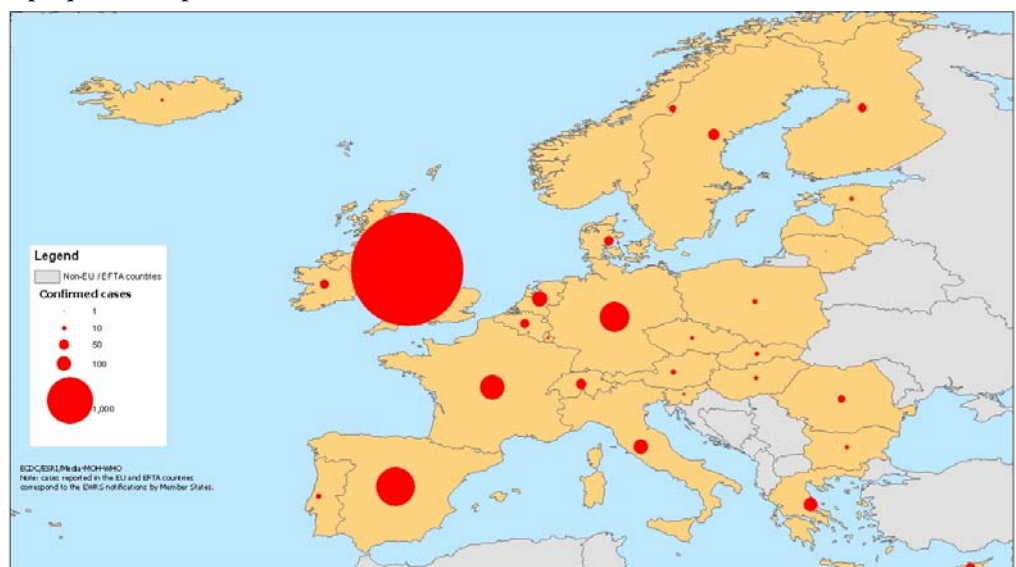 Legend
Non-EU / EFTA countries
Confirmed cases
1
10
50
100
1,000
ECDC/ESRI/Media-MOH-WHO
Note: cases reported in the EU and EFTA countries
correspond to the EWRS notifications by Member States.